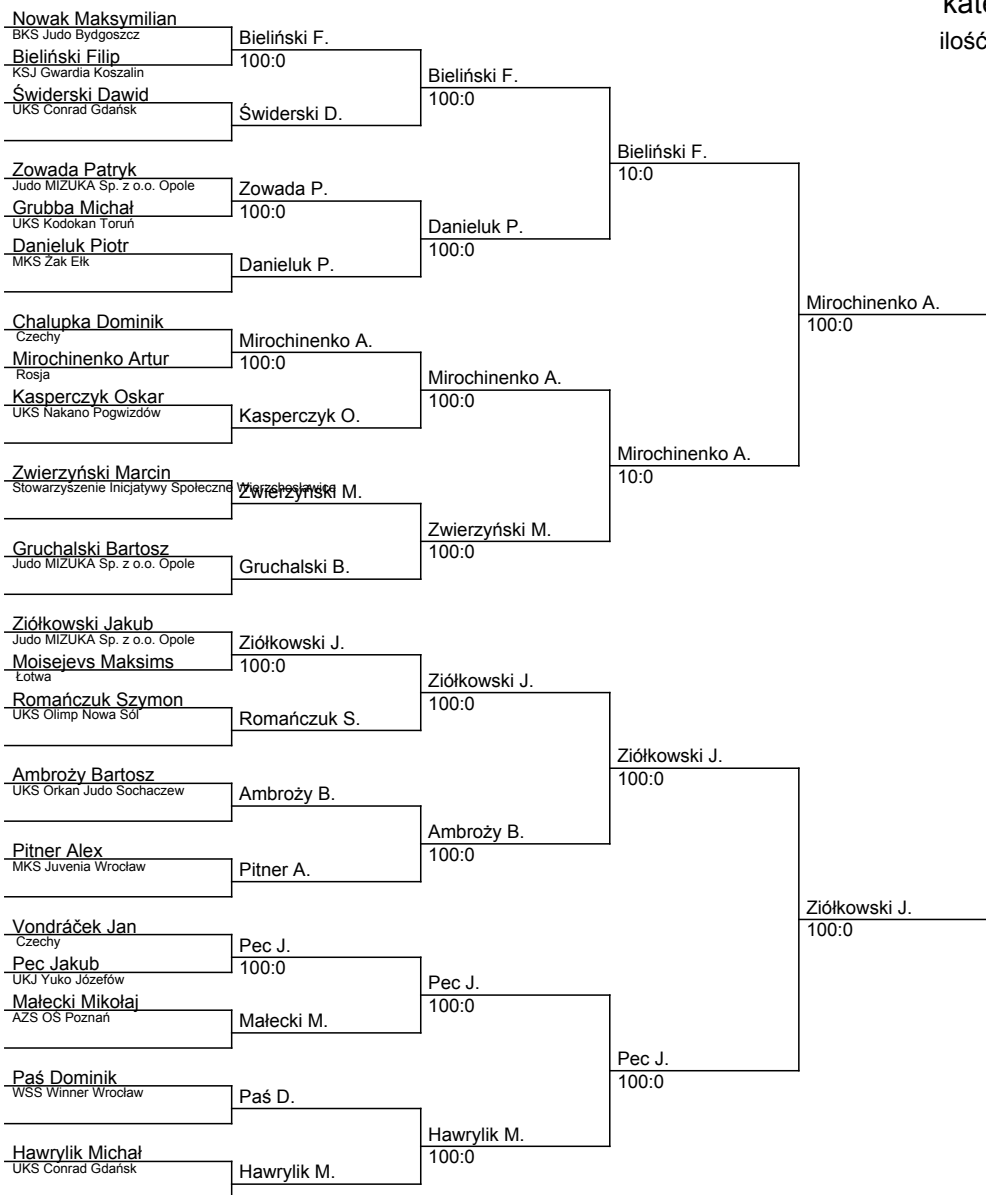 kate
ilość
Nowak Maksymilian
BKS Judo Bydgoszcz
Bieliński Filip
KSJ Gwardia Koszalin
Świderski Dawid
UKS Conrad Gdańsk
Zowada Patryk
Judo MIZUKA Sp. z o.o. Opole
Grubba Michał
UKS Kodokan Toruń
Danieluk Piotr
MKS Żak Ełk
Chalupka Dominik
Czechy
Mirochinenko Artur
Rosja
Kasperczyk Oskar
UKS Nakano Pogwizdów
Zwierzyński Marcin
Stowarzyszenie Inicjatywy Społeczne Wierzchosławice
Gruchalski Bartosz
Judo MIZUKA Sp. z o.o. Opole
Ziółkowski Jakub
Judo MIZUKA Sp. z o.o. Opole
Moisejevs Maksims
Łotwa
Romańczuk Szymon
UKS Olimp Nowa Sól
Ambroży Bartosz
UKS Orkan Judo Sochaczew
Pitner Alex
MKS Juvenia Wrocław
Vondráček Jan
Czechy
Pec Jakub
UKJ Yuko Józefów
Małecki Mikołaj
AZS OŚ Poznań
Paś Dominik
WSS Winner Wrocław
Hawrylik Michał
UKS Conrad Gdańsk
Bieliński F.
100:0
Świderski D.
Zowada P.
100:0
Danieluk P.
Mirochinenko A.
100:0
Kasperczyk O.
Zwierzyński M.
Gruchalski B.
Ziółkowski J.
100:0
Romańczuk S.
Ambroży B.
Pitner A.
Pec J.
100:0
Małecki M.
Paś D.
Hawrylik M.
Bieliński F.
100:0
Danieluk P.
100:0
Mirochinenko A.
100:0
Zwierzyński M.
100:0
Ziółkowski J.
100:0
Ambroży B.
100:0
Pec J.
100:0
Hawrylik M.
100:0
Bieliński F.
10:0
Mirochinenko A.
10:0
Ziółkowski J.
100:0
Pec J.
100:0
Mirochinenko A.
100:0
Ziółkowski J.
100:0